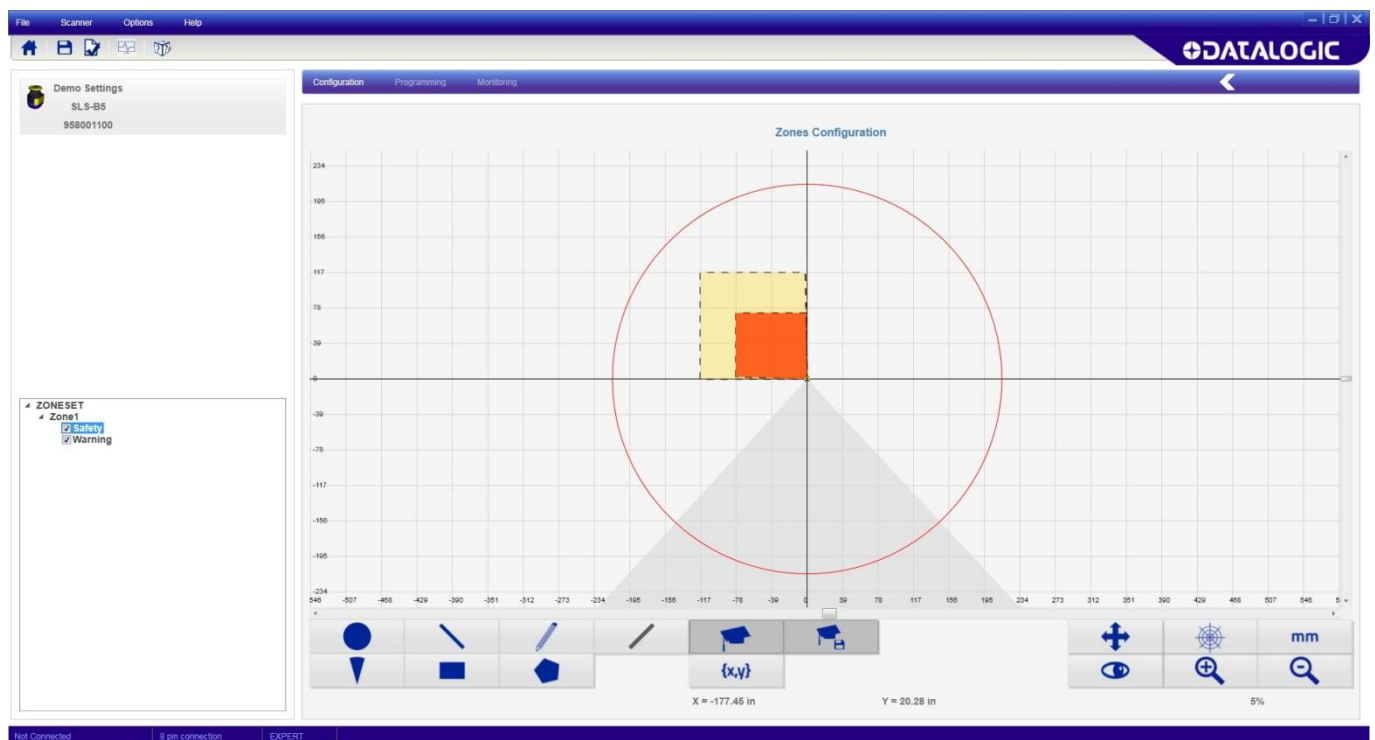 File Scanner Options Help
DATALOGIC
Demo Settings
SLS-B5
958001100
Configuration Programming Monitoring
Zones Configuration
234
195
156
117
78
39
0
-39
-78
-117
-156
-195
-234
546 -507 -468 -429 -390 -351 -312 -273 -234 -195 -156 -117 -78 -39 0 39 78 117 156 195 234 273 312 351 390 429 468 507 546 5
ZONESET
Zone1
Safety
Warning
mm
{x,y}
X = -177.45 in Y = 20.28 in 5%
Not Connected 8 pin connection EXPERT